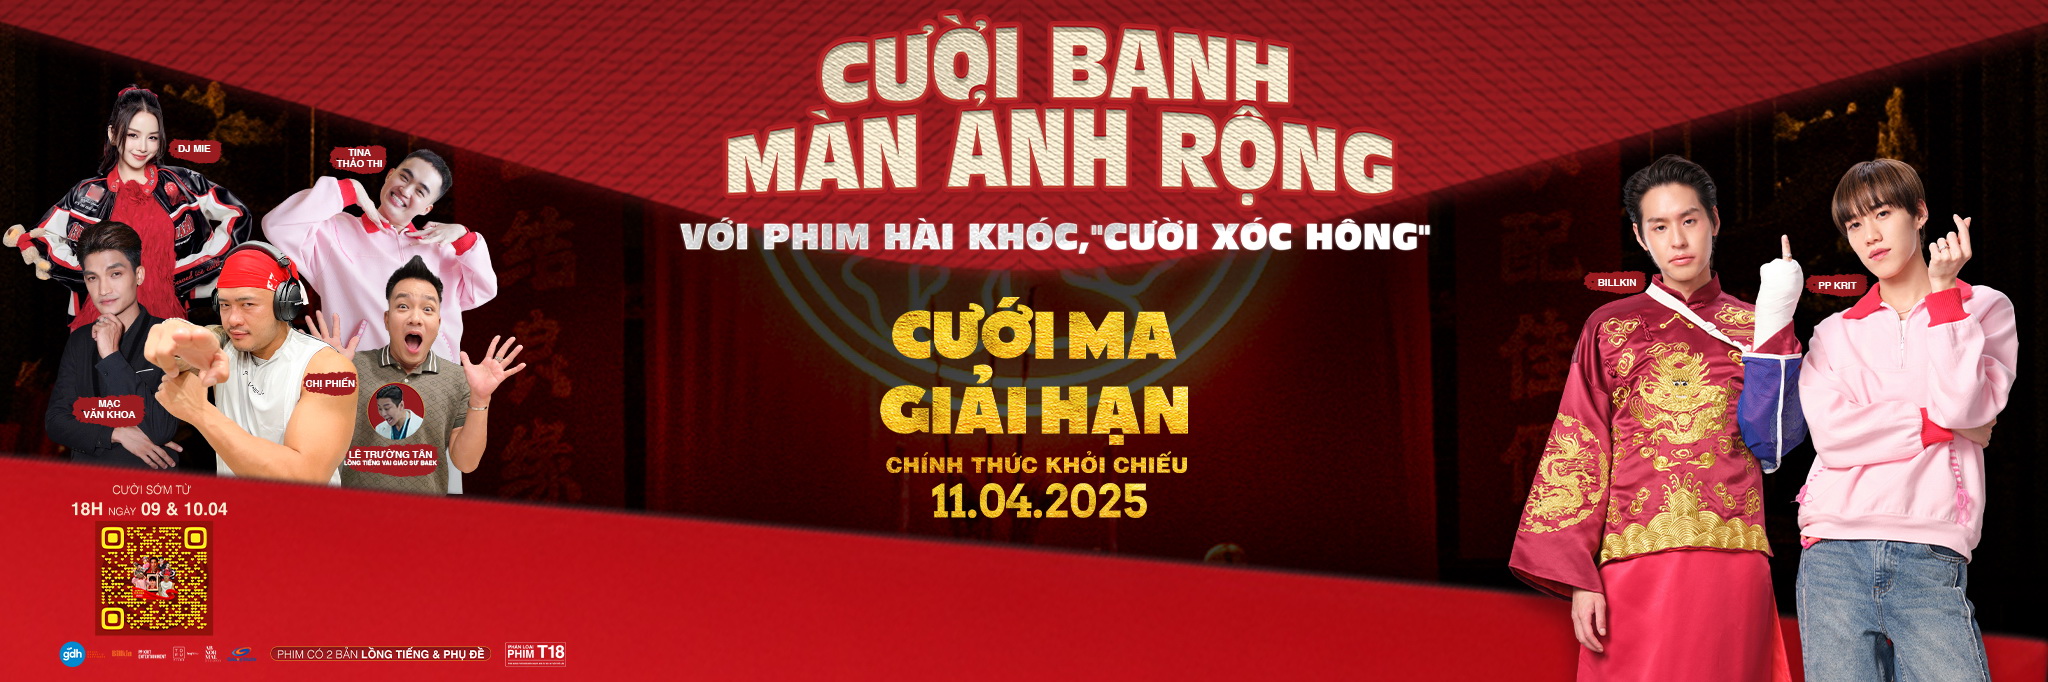 CƯỜI BANH
MÀN ẢNH RỘNG
VỚI PHIM HÀI KHÓC,"CƯỜI XÓC HÔNG"
DJ MIE
TINA
THẢO THI
MẠC
VĂN KHOA
CHỊ PHIẾN
LÊ TRƯỜNG TÂN
LỒNG TIẾNG VAI GIÁO SƯ BAEK
BILLKIN
PP KRIT
CƯỚI MA
GIẢI HẠN
CHÍNH THỨC KHỞI CHIẾU
11.04.2025
CƯỜI SỚM TỪ
18H NGÀY 09 & 10.04
gdh
PHIM CÓ 2 BẢN LỒNG TIẾNG & PHỤ ĐỀ
PHÂN LOẠI
PHIM T18